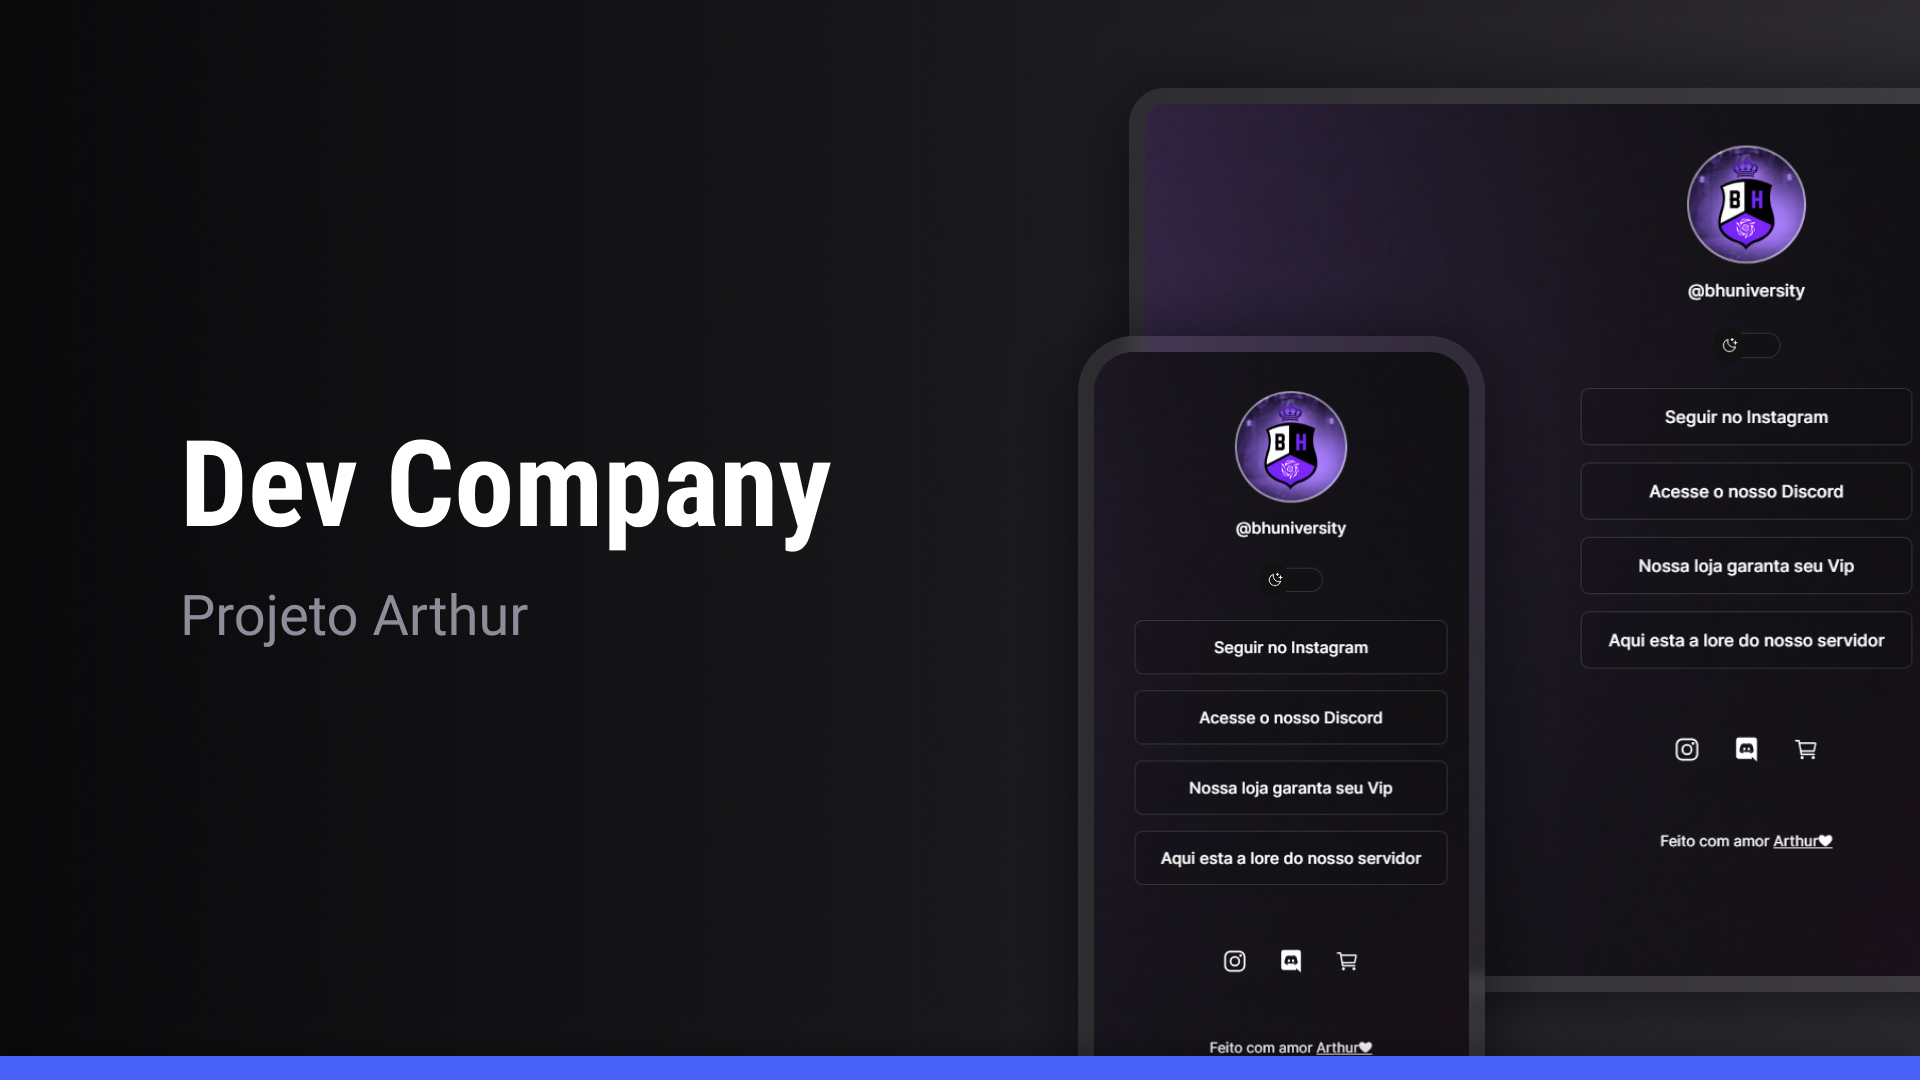 Dev Company
Projeto Arthur
B H
@bhuniversity
Seguir no Instagram
Acesse o nosso Discord
Nossa loja garanta seu Vip
Aqui esta a lore do nosso servidor
Feito com amor Arthur🤍
B H
@bhuniversity
Seguir no Instagram
Acesse o nosso Discord
Nossa loja garanta seu Vip
Aqui esta a lore do nosso servidor
Feito com amor Arthur🤍